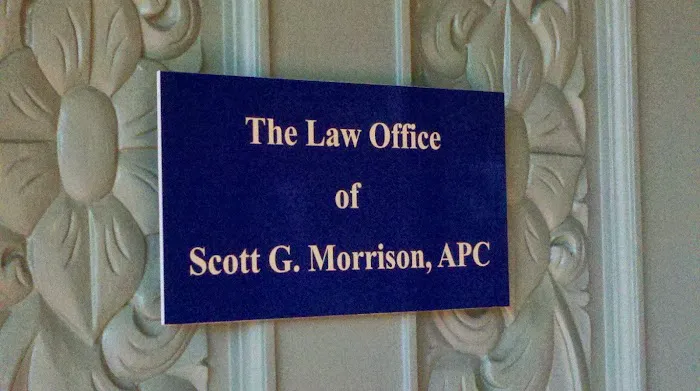 The Law Office
of
Scott G. Morrison, APC